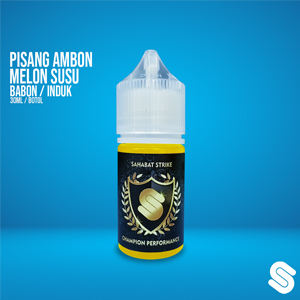 PISANG AMBON
MELON SUSU
BABON / INDUK
30ML / BOTOL
SAHABAT STRIKE
CHAMPION PERFORMANCE